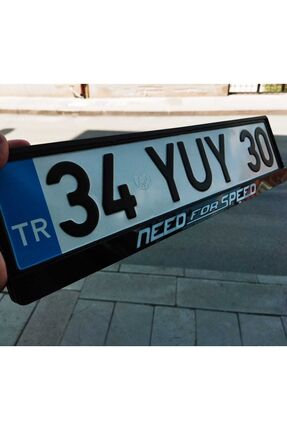 TR 34 YUY 30
NEED FOR SPEED